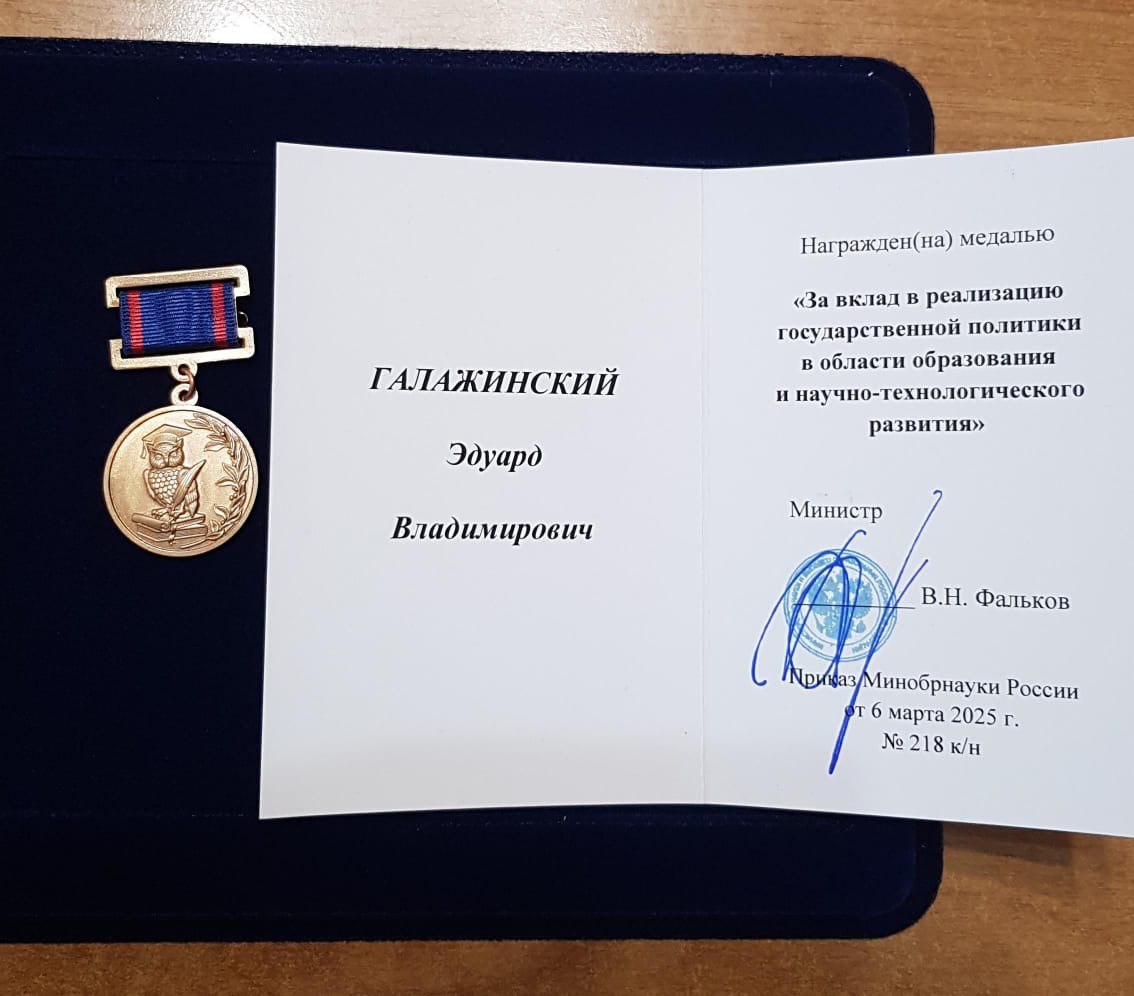 ГАЛАЖИНСКИЙ
Эдуард
Владимирович
Награжден(на) медалью
«За вклад в реализацию
государственной политики
в области образования
и научно-технологического
развития»
Министр
В.Н. Фальков
Приказ Минобрнауки России
от 6 марта 2025 г.
№ 218 к/н